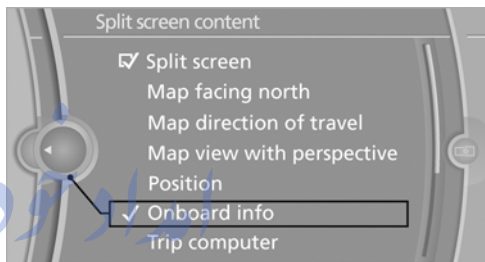 Split screen content
Split screen
Map facing north
Map direction of travel
Map view with perspective
Position
Onboard info
Trip computer